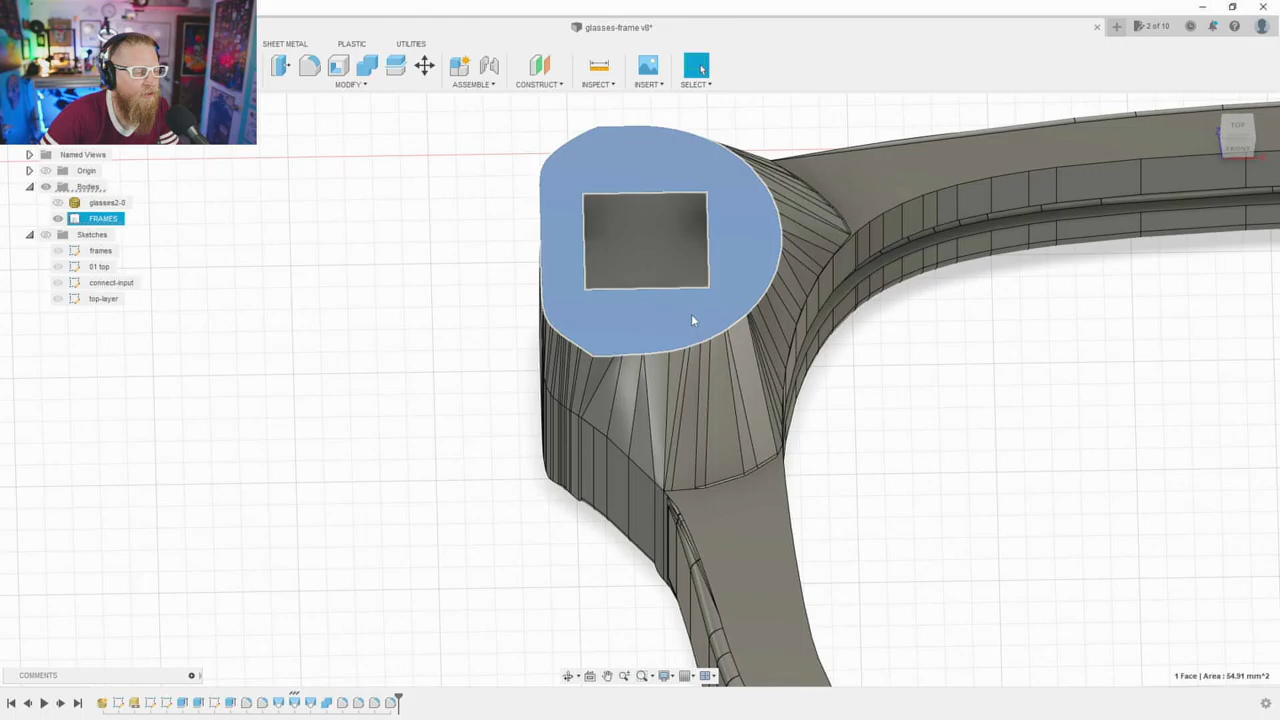 glasses-frame v8*
2 of 10
SHEET METAL PLASTIC UTILITIES
MODIFY ASSEMBLE CONSTRUCT INSPECT INSERT SELECT
TOP
FRONT
Named Views
Origin
Bodies
glasses2-0
FRAMES
Sketches
frames
01 top
connect-input
top-layer
COMMENTS
1 Face | Area : 54.91 mm^2